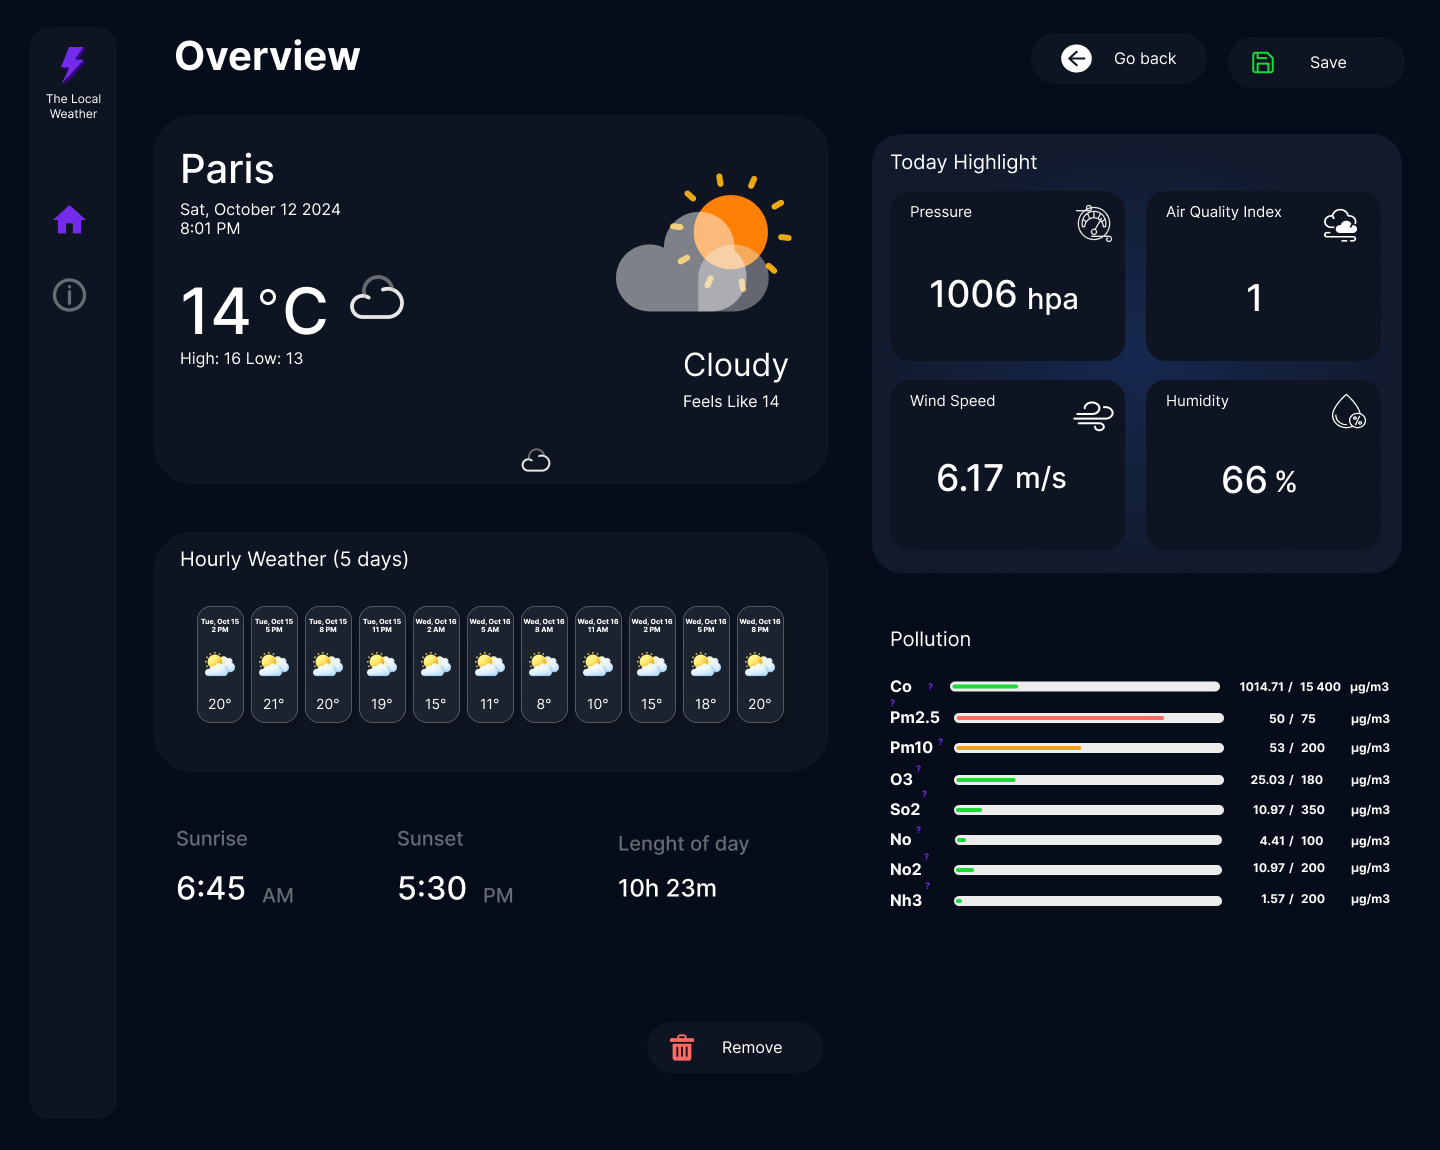 The Local
Weather
Overview
Go back
Save
Paris
Sat, October 12 2024
8:01 PM
14°C
High: 16 Low: 13
Cloudy
Feels Like 14
Today Highlight
Pressure
1006 hpa
Air Quality Index
1
Wind Speed
6.17 m/s
Humidity
%
66 %
Hourly Weather (5 days)
Tue, Oct 15
2 PM
20°
Tue, Oct 15
5 PM
21°
Tue, Oct 15
8 PM
20°
Tue, Oct 15
11 PM
19°
Wed, Oct 16
2 AM
15°
Wed, Oct 16
5 AM
11°
Wed, Oct 16
8 AM
8°
Wed, Oct 16
11 AM
10°
Wed, Oct 16
2 PM
15°
Wed, Oct 16
5 PM
18°
Wed, Oct 16
8 PM
20°
Sunrise
6:45 AM
Sunset
5:30 PM
Lenght of day
10h 23m
Pollution
Co ? 1014.71 / 15 400 µg/m3
Pm2.5 ? 50 / 75 µg/m3
Pm10 ? 53 / 200 µg/m3
O3 ? 25.03 / 180 µg/m3
So2 ? 10.97 / 350 µg/m3
No ? 4.41 / 100 µg/m3
No2 ? 10.97 / 200 µg/m3
Nh3 ? 1.57 / 200 µg/m3
Remove